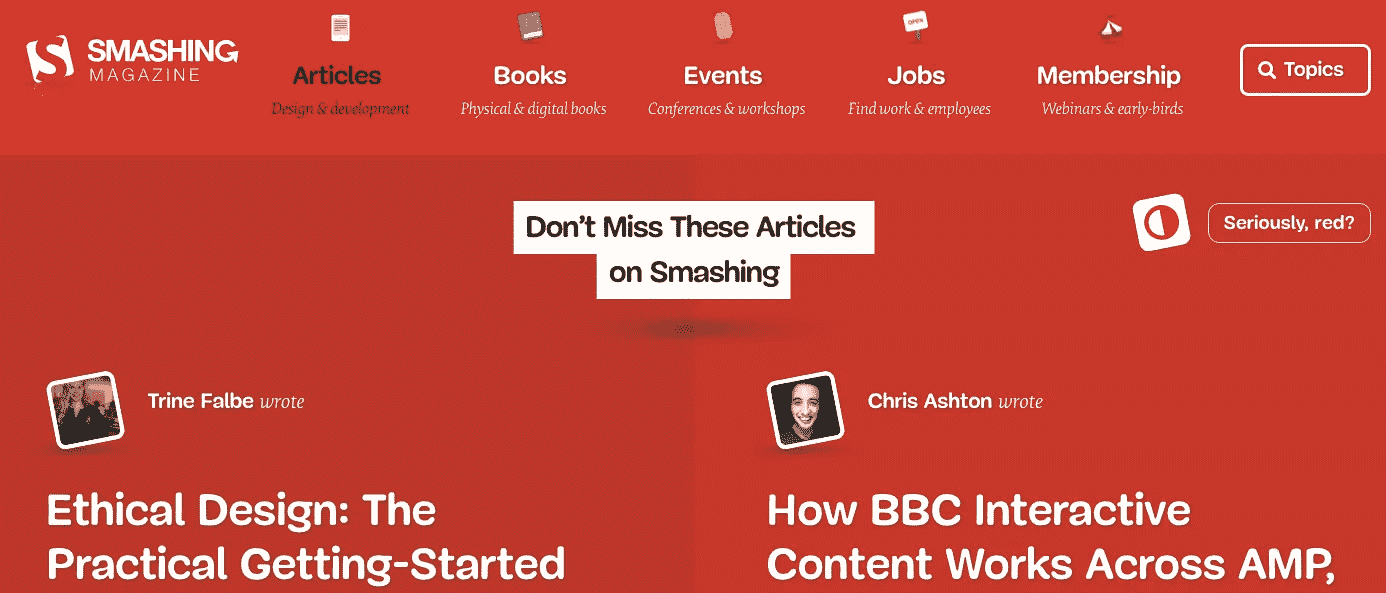 SMASHING
MAGAZINE
Articles
Design & development
Books
Physical & digital books
Events
Conferences & workshops
OPEN
Jobs
Find work & employees
Membership
Webinars & early-birds
Topics
Don’t Miss These Articles
on Smashing
Seriously, red?
Trine Falbe wrote
Ethical Design: The
Practical Getting-Started
Chris Ashton wrote
How BBC Interactive
Content Works Across AMP,